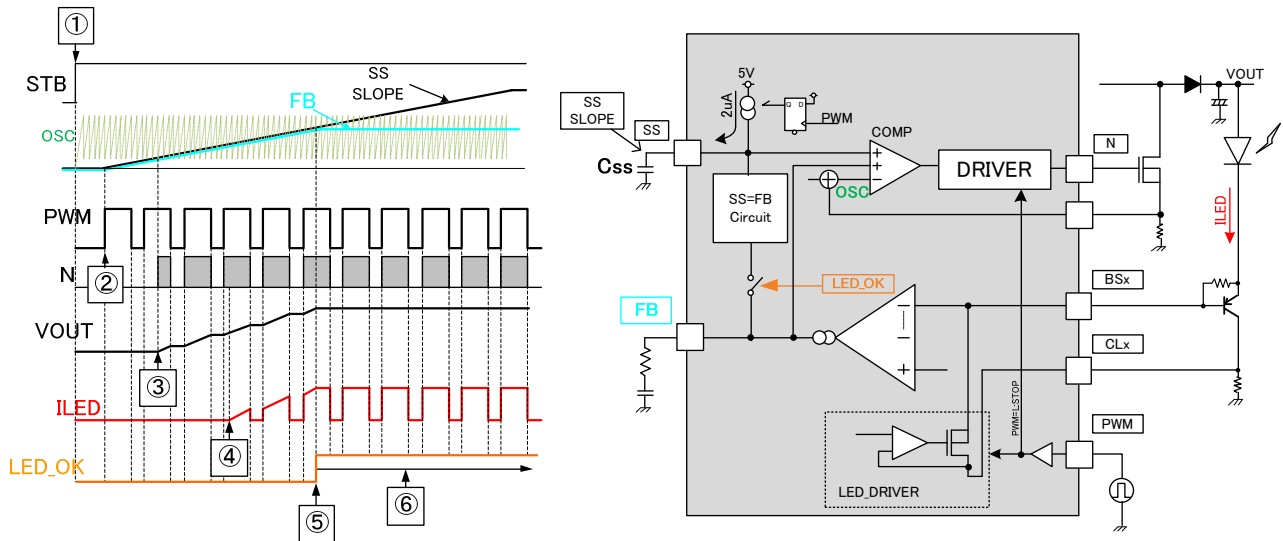 ①
STB
SS
SLOPE
FB
OSC
PWM
②
N
VOUT
③
ILED
④
LED_OK
⑤
⑥
5V
2uA
SS
SLOPE
SS
Css
D Q
PWM
COMP
+
+
−
OSC
DRIVER
N
VOUT
ILED
SS=FB
Circuit
LED_OK
FB
−
−
+
BSx
CLx
PWM
PWM=L:STOP
LED_DRIVER